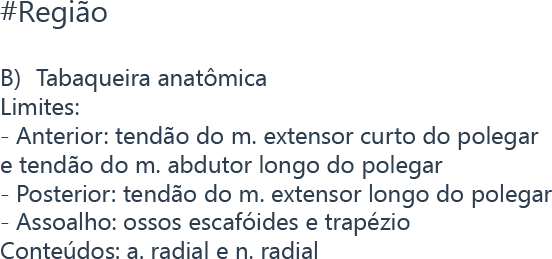 #Região
B) Tabaqueira anatômica
Limites:
- Anterior: tendão do m. extensor curto do polegar
e tendão do m. abdutor longo do polegar
- Posterior: tendão do m. extensor longo do polegar
- Assoalho: ossos escafóides e trapézio
Conteúdos: a. radial e n. radial